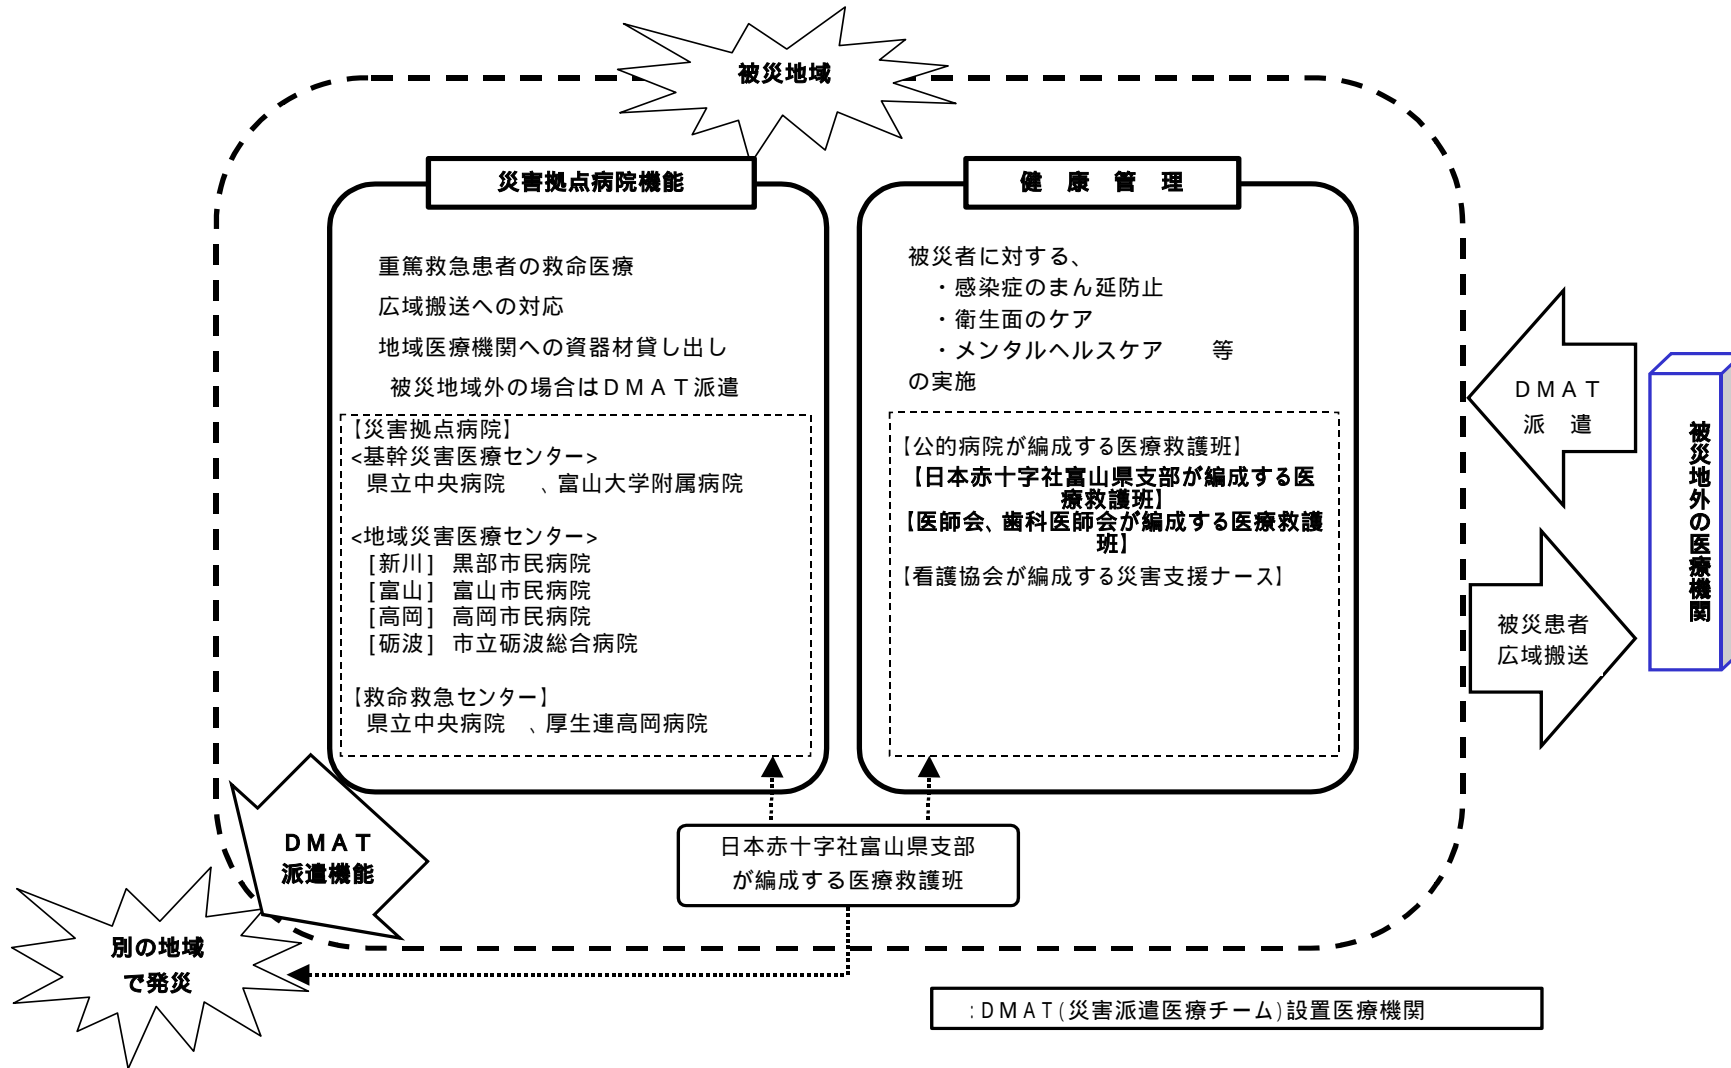 被災地域
災害拠点病院機能
重篤救急患者の救命医療
広域搬送への対応
地域医療機関への資器材貸し出し
被災地域外の場合はＤＭＡＴ派遣
【災害拠点病院】
<基幹災害医療センター>
県立中央病院　、富山大学附属病院
<地域災害医療センター>
[新川] 黒部市民病院
[富山] 富山市民病院
[高岡] 高岡市民病院
[砺波] 市立砺波総合病院
【救命救急センター】
県立中央病院　、厚生連高岡病院
健　康　管　理
被災者に対する、
・感染症のまん延防止
・衛生面のケア
・メンタルヘルスケア　　等
の実施
【公的病院が編成する医療救護班】
【日本赤十字社富山県支部が編成する医
療救護班】
【医師会、歯科医師会が編成する医療救護
班】
【看護協会が編成する災害支援ナース】
ＤＭＡＴ
派　遣
被災患者
広域搬送
被災地外の医療機関
ＤＭＡＴ
派遣機能
日本赤十字社富山県支部
が編成する医療救護班
別の地域
で発災
:ＤＭＡＴ(災害派遣医療チーム)設置医療機関